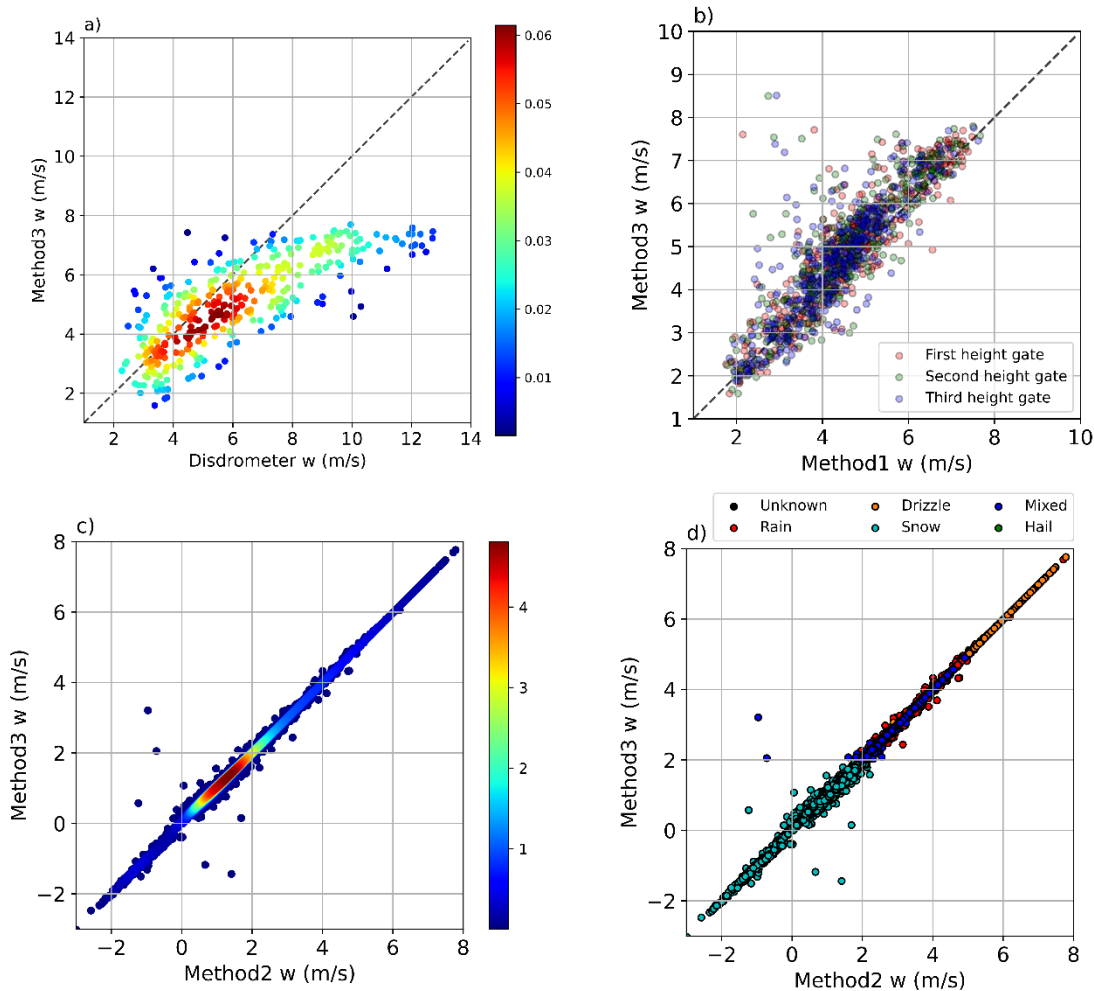 a)
14
12
10
8
6
4
2
Method3 w (m/s)
2 4 6 8 10 12 14
Disdrometer w (m/s)
0.06
0.05
0.04
0.03
0.02
0.01
b)
10
9
8
7
6
5
4
3
2
1
Method3 w (m/s)
First height gate
Second height gate
Third height gate
2 4 6 8 10
Method1 w (m/s)
c)
8
6
4
2
0
−2
Method3 w (m/s)
−2 0 2 4 6 8
Method2 w (m/s)
4
3
2
1
Unknown Drizzle Mixed
Rain Snow Hail
d)
8
6
4
2
0
−2
Method3 w (m/s)
−2 0 2 4 6 8
Method2 w (m/s)